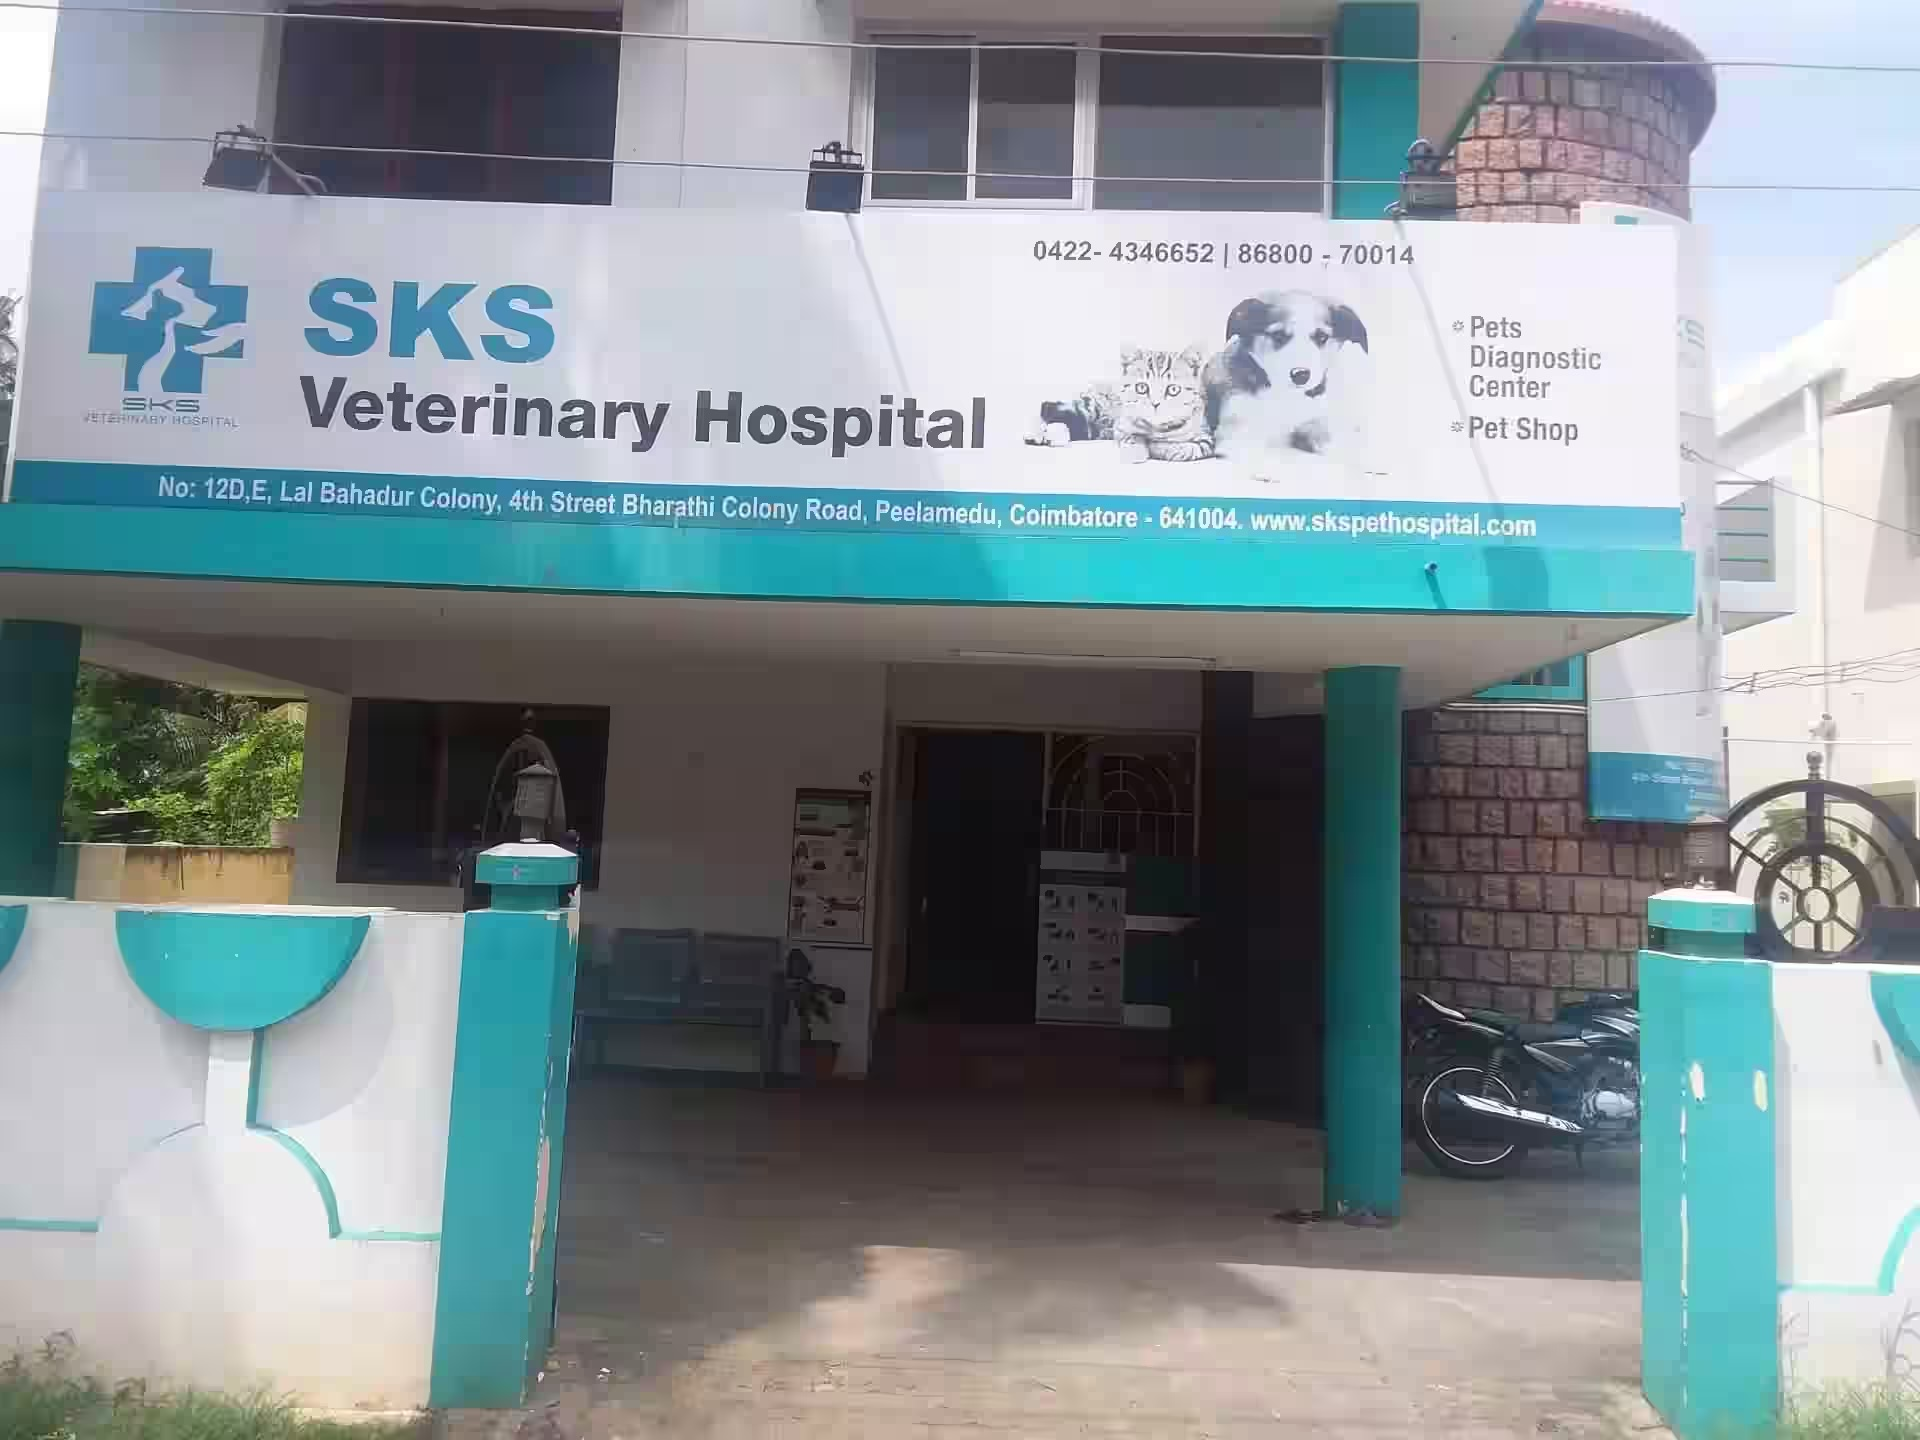 0422- 4346652 | 86800 - 70014
SKS
Veterinary Hospital
SKS
VETERINARY HOSPITAL
Pets
Diagnostic
Center
Pet Shop
No: 12D,E, Lal Bahadur Colony, 4th Street Bharathi Colony Road, Peelamedu, Coimbatore - 641004. www.skspethospital.com